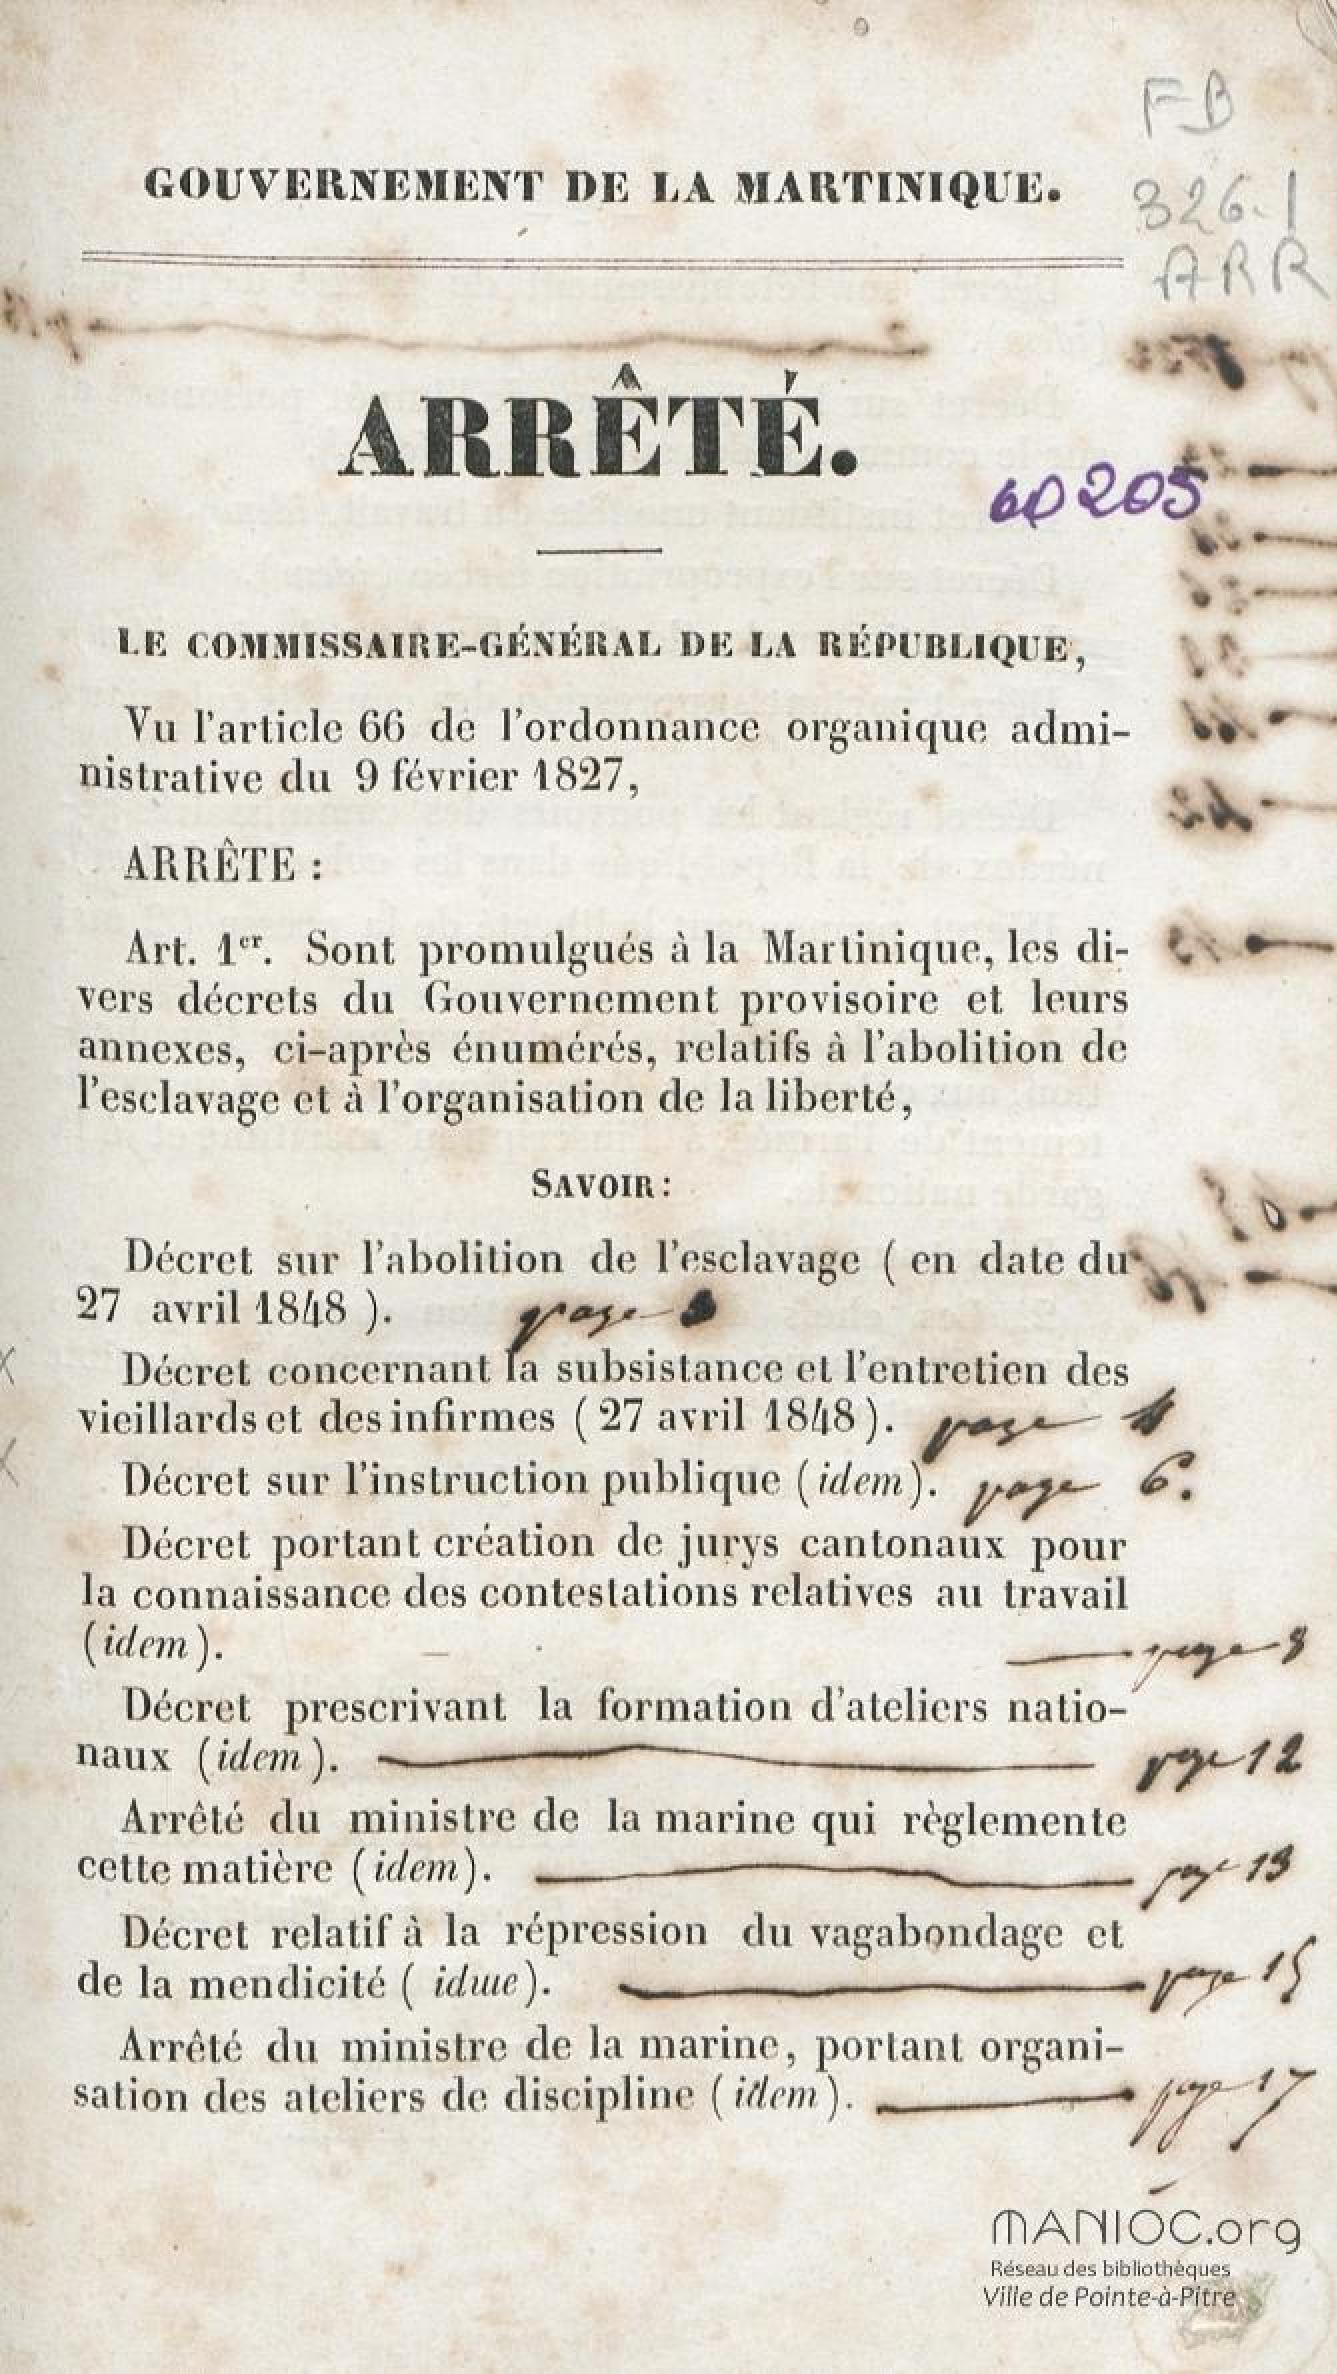 FB
GOUVERNEMENT DE LA MARTINIQUE.
326.1
ARR
ARRÊTÉ.
60205
LE COMMISSAIRE-GÉNÉRAL DE LA RÉPUBLIQUE,
Vu l'article 66 de l'ordonnance organique admi-
nistrative du 9 février 1827,
ARRÊTE :
Art. 1er. Sont promulgués à la Martinique, les di-
vers décrets du Gouvernement provisoire et leurs
annexes, ci-après énumérés, relatifs à l'abolition de
l'esclavage et à l'organisation de la liberté,
SAVOIR :
Décret sur l'abolition de l'esclavage ( en date du
27 avril 1848 ). page
Décret concernant la subsistance et l'entretien des
vieillards et des infirmes ( 27 avril 1848 ). page 4
Décret sur l'instruction publique ( idem ). page 6.
Décret portant création de jurys cantonaux pour
la connaissance des contestations relatives au travail
( idem ). page 8
Décret prescrivant la formation d'ateliers natio-
naux ( idem ). page 12
Arrêté du ministre de la marine qui règlemente
cette matière ( idem ). page 13
Décret relatif à la répression du vagabondage et
de la mendicité ( idme ). page 15
Arrêté du ministre de la marine, portant organi-
sation des ateliers de discipline ( idem ). page 17
MANIOC.org
Réseau des bibliothèques
Ville de Pointe-à-Pitre